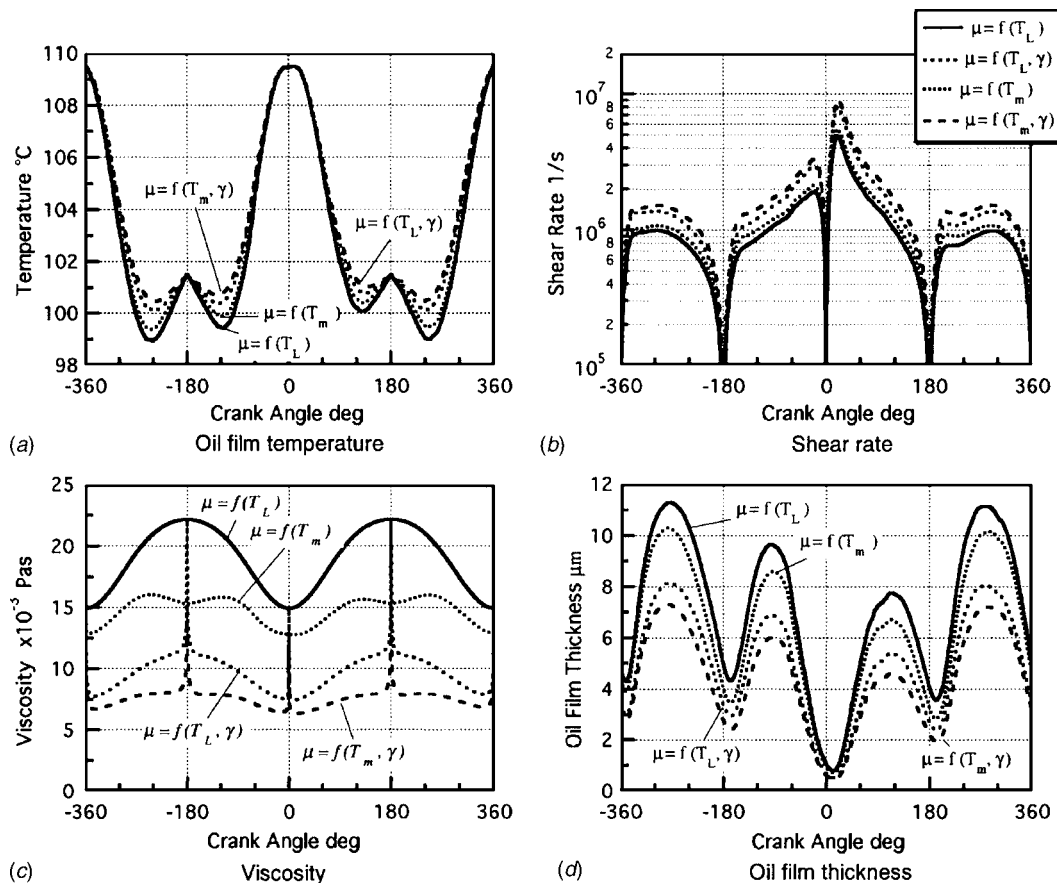 μ=f(T_L)
μ=f(T_L, γ)
μ=f(T_m)
μ=f(T_m, γ)
110
108
106
104
102
100
98
Temperature °C
μ=f(T_m, γ)
μ=f(T_L, γ)
μ=f(T_m)
μ=f(T_L)
-360 -180 0 180 360
Crank Angle deg
(a) Oil film temperature
2
10^7
8
6
4
2
10^6
8
6
4
2
10^5
Shear Rate 1/s
-360 -180 0 180 360
Crank Angle deg
(b) Shear rate
25
20
15
10
5
0
Viscosity x10^-3 Pas
μ=f(T_L)
μ=f(T_m)
μ=f(T_L, γ)
μ=f(T_m, γ)
-360 -180 0 180 360
Crank Angle deg
(c) Viscosity
12
10
8
6
4
2
0
Oil Film Thickness μm
μ=f(T_L)
μ=f(T_m)
μ=f(T_L, γ)
μ=f(T_m, γ)
-360 -180 0 180 360
Crank Angle deg
(d) Oil film thickness